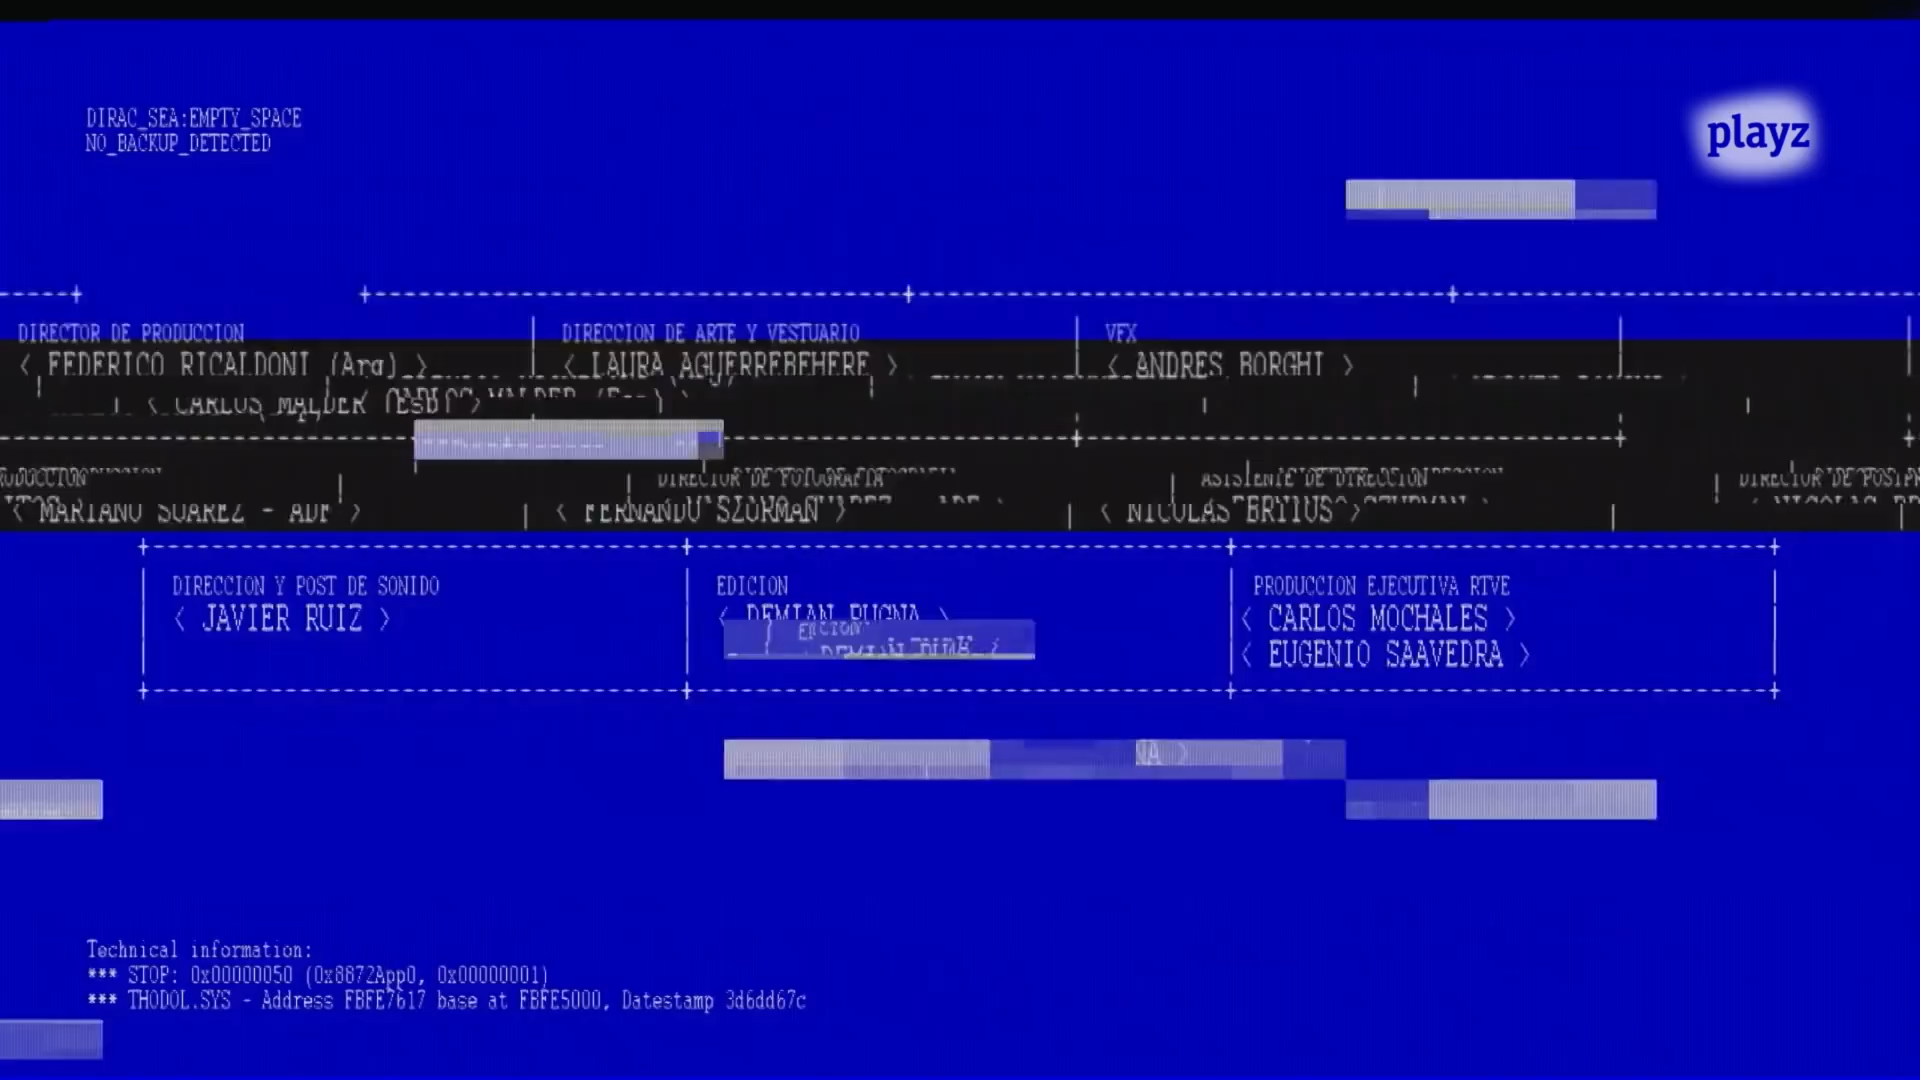 DIRAC_SEA:EMPTY_SPACE
NO_BACKUP_DETECTED
playz
DIRECTOR DE PRODUCCION
< FEDERICO RICALDONI (Arg) >
DIRECCION DE ARTE Y VESTUARIO
< LAURA AGUERREBEHERE >
VFX
< ANDRES BORGHI >
< CARLOS MALDER
DIRECTOR DE FOTOGRAFIA
ASISTENTE DE DIRECCION
< MARIANO SUAREZ - ADF >
< FERNANDO SZURMAN >
< NICOLAS BRITOS >
DIRECCION Y POST DE SONIDO
< JAVIER RUIZ >
EDICION
< DEMIAN RUGNA >
PRODUCCION EJECUTIVA RTVE
< CARLOS MOCHALES >
< EUGENIO SAAVEDRA >
Technical information:
*** STOP: 0x00000050 (0x8872App0, 0x00000001)
*** THODOL.SYS - Address FBFE7617 base at FBFE5000, Datestamp 3d6dd67c